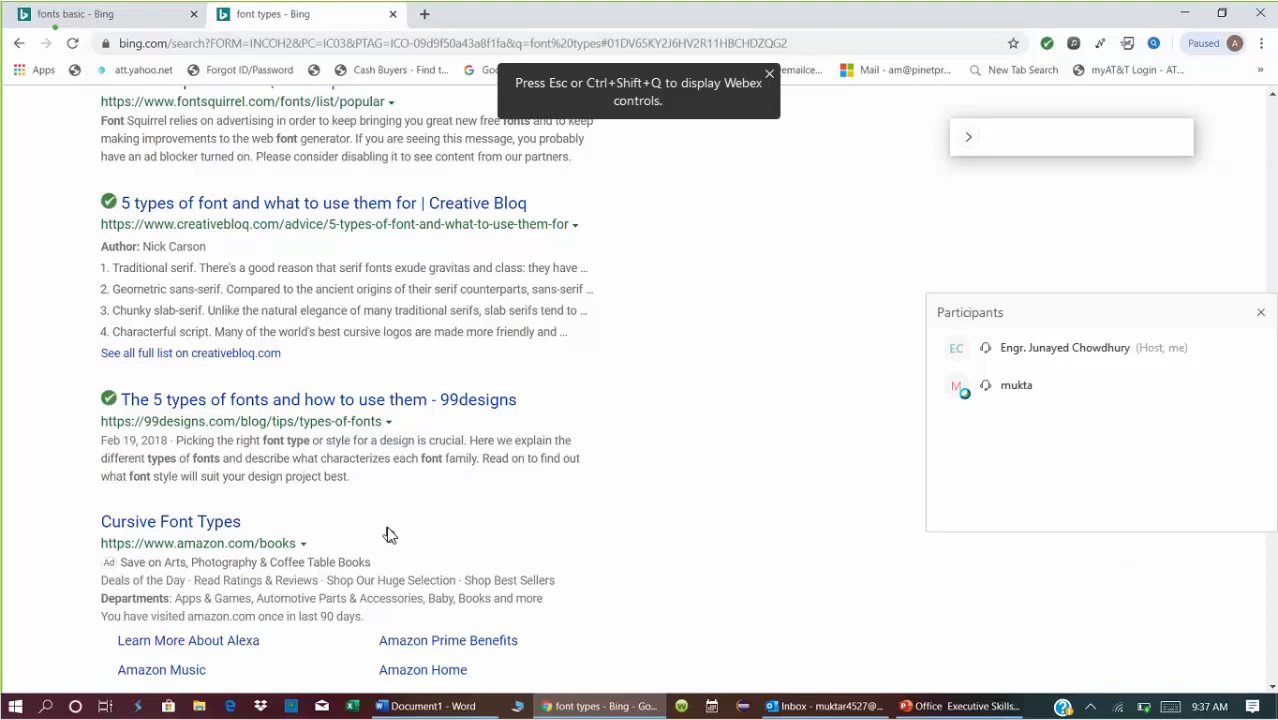 fonts basic - Bing
font types - Bing
bing.com/search?FORM=INCOH2&PC=IC03&PTAG=ICO-09d9f50a43a8f1fa&q=font%20types#01DV65KY2J6HV2R11HBCHDZQG2
Paused
A
Apps
att.yahoo.net
Forgot ID/Password
Cash Buyers - Find t...
Mail - am@pinetpr...
New Tab Search
myAT&T Login - AT...
Press Esc or Ctrl+Shift+Q to display Webex
controls.
https://www.fontsquirrel.com/fonts/list/popular
Font Squirrel relies on advertising in order to keep bringing you great new free fonts and to keep
making improvements to the web font generator. If you are seeing this message, you probably
have an ad blocker turned on. Please consider disabling it to see content from our partners.
5 types of font and what to use them for | Creative Bloq
https://www.creativebloq.com/advice/5-types-of-font-and-what-to-use-them-for
Author: Nick Carson
1. Traditional serif. There's a good reason that serif fonts exude gravitas and class: they have ...
2. Geometric sans-serif. Compared to the ancient origins of their serif counterparts, sans-serif ...
3. Chunky slab-serif. Unlike the natural elegance of many traditional serifs, slab serifs tend to ...
4. Characterful script. Many of the world's best cursive logos are made more friendly and ...
See all full list on creativebloq.com
The 5 types of fonts and how to use them - 99designs
https://99designs.com/blog/tips/types-of-fonts
Feb 19, 2018 · Picking the right font type or style for a design is crucial. Here we explain the
different types of fonts and describe what characterizes each font family. Read on to find out
what font style will suit your design project best.
Cursive Font Types
https://www.amazon.com/books
Ad Save on Arts, Photography & Coffee Table Books
Deals of the Day · Read Ratings & Reviews · Shop Our Huge Selection · Shop Best Sellers
Departments: Apps & Games, Automotive Parts & Accessories, Baby, Books and more
You have visited amazon.com once in last 90 days.
Learn More About Alexa
Amazon Prime Benefits
Amazon Music
Amazon Home
Participants
EC Engr. Junayed Chowdhury (Host, me)
M mukta
Document1 - Word
font types - Bing - Go...
Inbox - muktar4527@...
Office Executive Skills...
9:37 AM